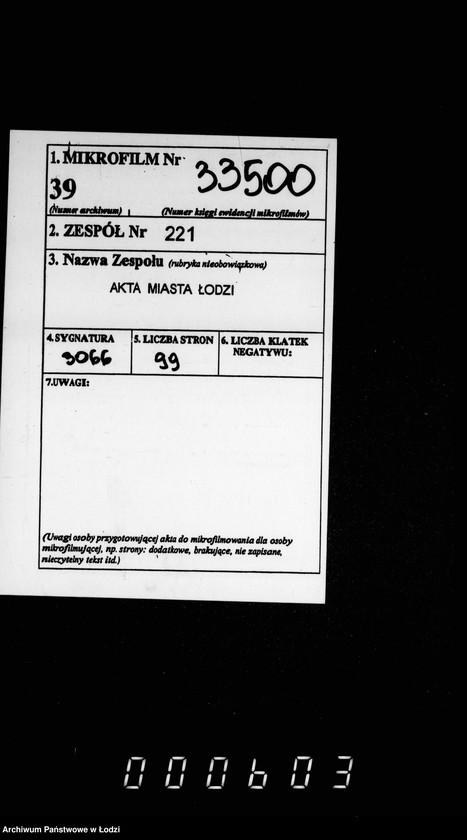 1. MIKROFILM Nr 33500
39
(Numer archiwum) (Numer księgi ewidencji mikrofilmów)
2. ZESPÓŁ Nr 221
3. Nazwa Zespołu (rubryka nieobowiązkowa)
AKTA MIASTA ŁODZI
4. SYGNATURA 5. LICZBA STRON 6. LICZBA KLATEK
NEGATYWU:
3066 99
7. UWAGI:
(Uwagi osoby przygotowującej akta do mikrofilmowania dla osoby
mikrofilmującej, np. strony: dodatkowe, brakujące, nie zapisane,
nieczytelny tekst itd.)
000603
Archiwum Państwowe w Łodzi